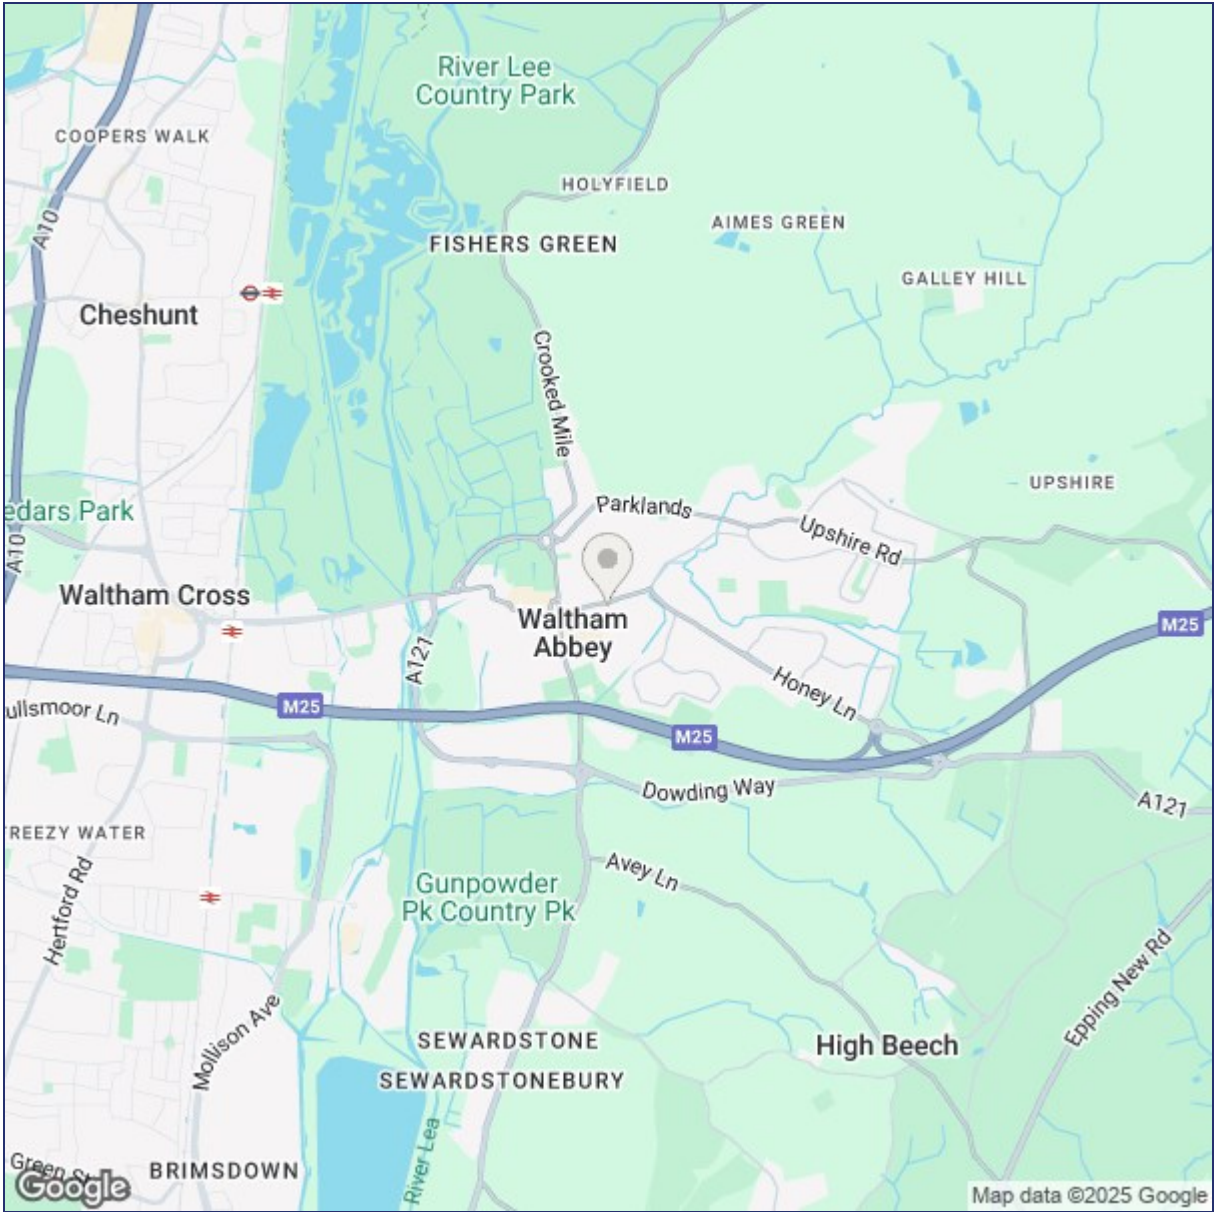 River Lee
Country Park
COOPERS WALK
HOLYFIELD
AIMES GREEN
A10
FISHERS GREEN
GALLEY HILL
Cheshunt
Crooked Mile
UPSHIRE
edars Park
Parklands
Upshire Rd
A10
Waltham Cross
Waltham
Abbey
M25
A121
Honey Ln
M25
ullsmoor Ln
M25
Dowding Way
A121
REEZY WATER
Avey Ln
Hertford Rd
Gunpowder
Pk Country Pk
Epping New Rd
Mollison Ave
SEWARDSTONE
High Beech
SEWARDSTONEBURY
River Lea
Green St
BRIMSDOWN
Google
Map data ©2025 Google